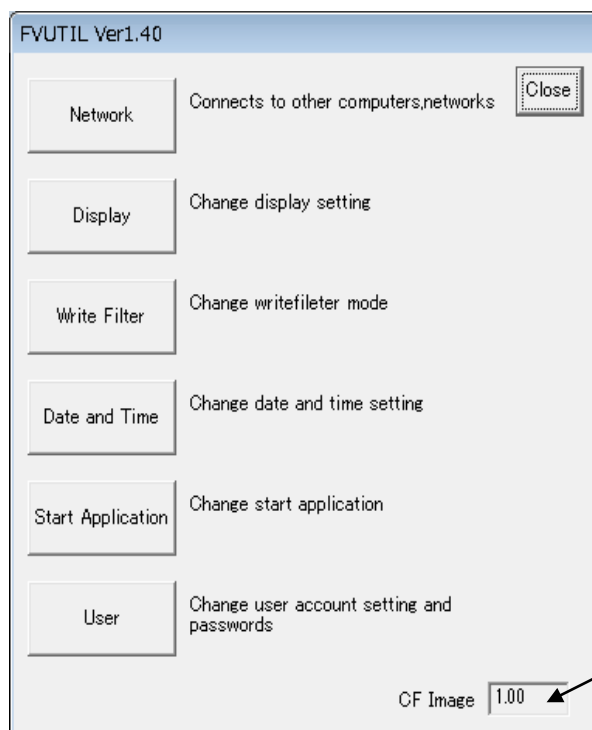 FVUTIL Ver1.40
Network
Connects to other computers,networks
Close
Display
Change display setting
Write Filter
Change writefileter mode
Date and Time
Change date and time setting
Start Application
Change start application
User
Change user account setting and
passwords
CF Image
1.00